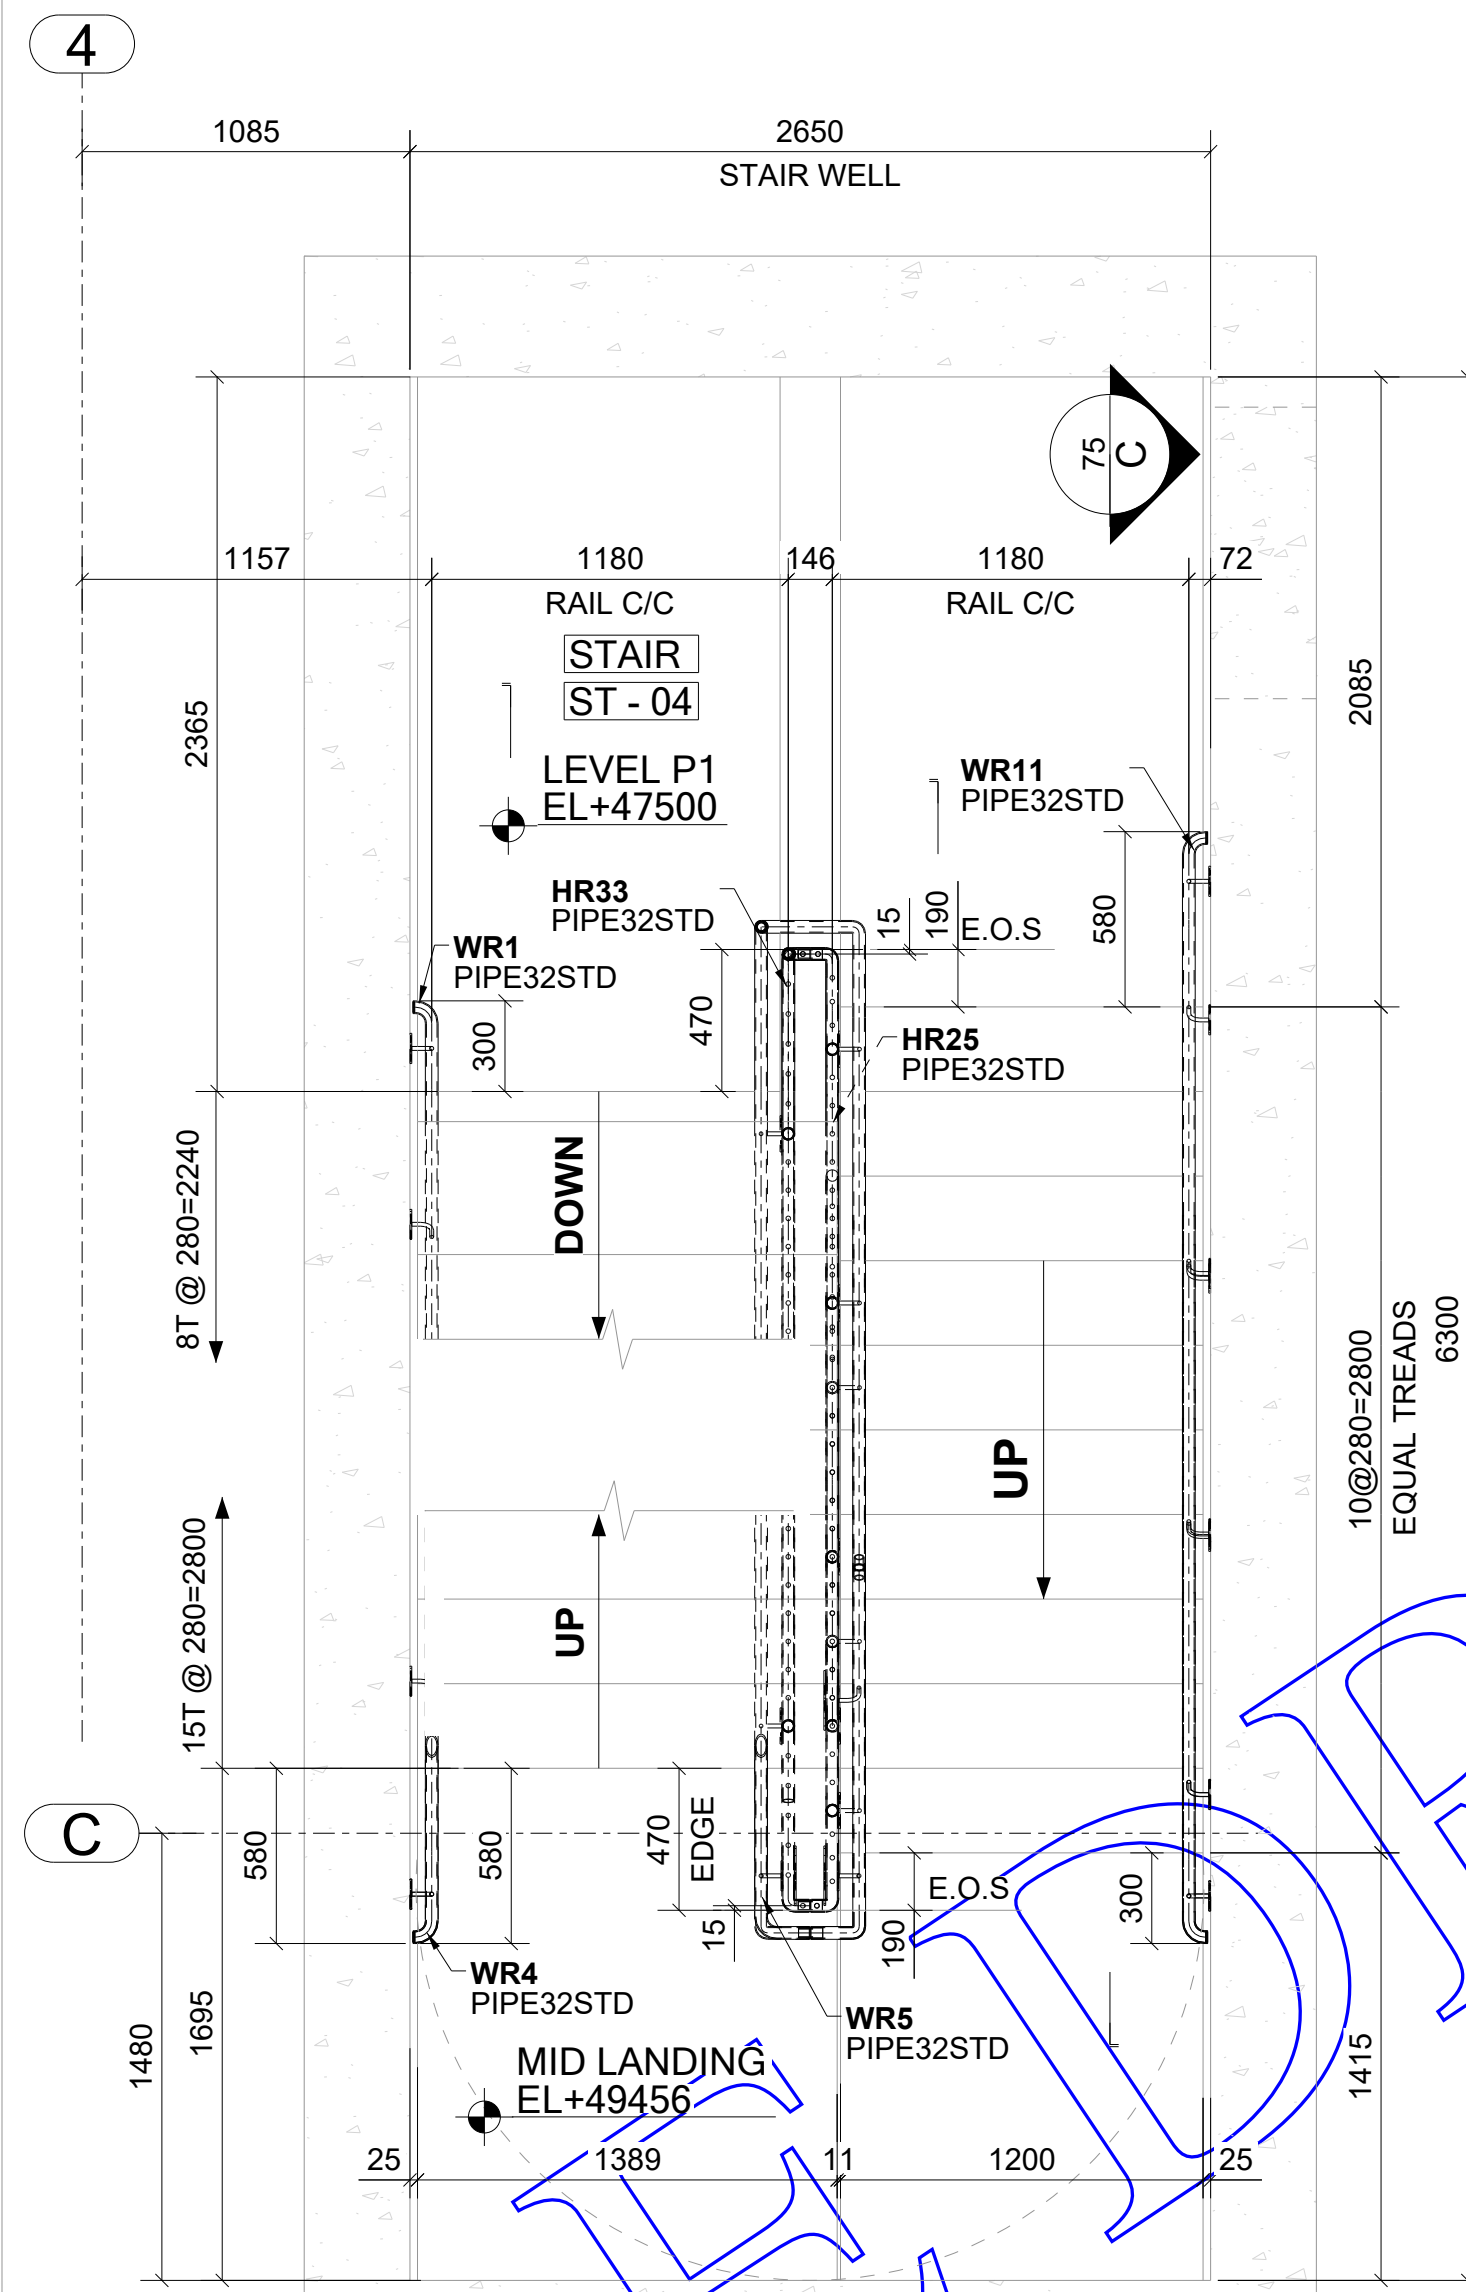 4
1085
2650
STAIR WELL
75
C
1157
1180
146
1180
72
RAIL C/C
RAIL C/C
STAIR
ST - 04
2365
2085
LEVEL P1
EL+47500
WR11
PIPE32STD
HR33
PIPE32STD
15
190
E.O.S
580
WR1
PIPE32STD
470
300
HR25
PIPE32STD
DOWN
8T @ 280=2240
6300
10@280=2800
EQUAL TREADS
UP
15T @ 280=2800
UP
C
580
580
470
EDGE
E.O.S
300
15
190
WR4
PIPE32STD
WR5
PIPE32STD
1480
1695
1415
MID LANDING
EL+49456
25
1389
11
1200
25